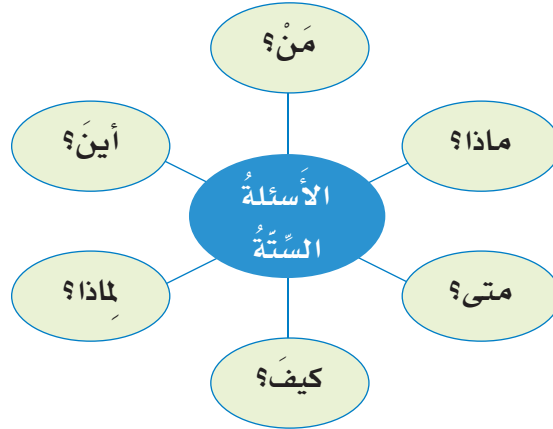 مَنْ؟
ماذا؟
أينَ؟
الأَسئلةُ
السِّتّةُ
متى؟
لِماذا؟
كيفَ؟